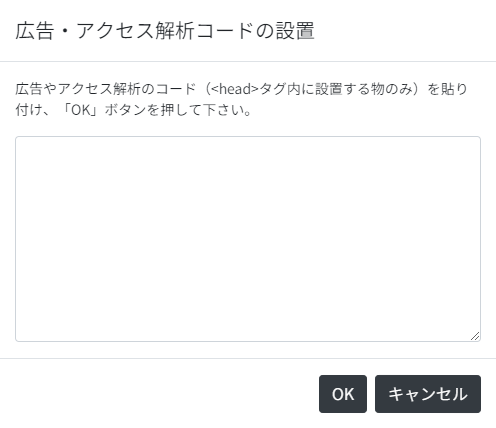 広告・アクセス解析コードの設置
広告やアクセス解析のコード（<head>タグ内に設置する物のみ）を貼り
付け、「OK」ボタンを押して下さい。
OK
キャンセル